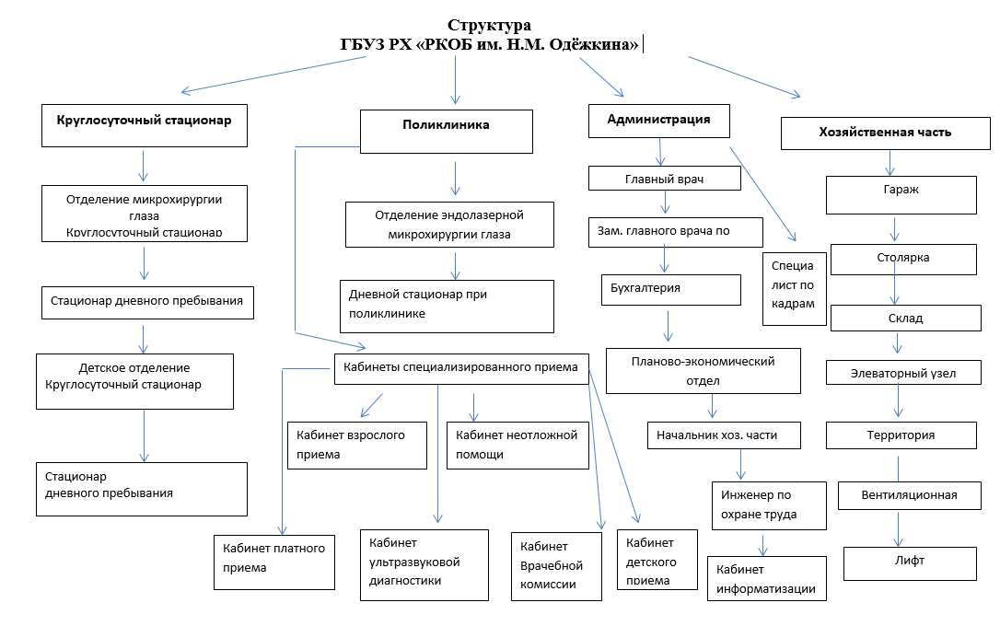 Структура
ГБУЗ РХ «РКОБ им. Н.М. Одёжкина»
Круглосуточный стационар
Отделение микрохирургии
глаза
Круглосуточный стационар
Стационар дневного пребывания
Детское отделение
Круглосуточный стационар
Стационар
дневного пребывания
Поликлиника
Отделение эндолазерной
микрохирургии глаза
Дневной стационар при
поликлинике
Кабинеты специализированного приема
Кабинет взрослого
приема
Кабинет неотложной
помощи
Кабинет платного
приема
Кабинет
ультразвуковой
диагностики
Кабинет
Врачебной
комиссии
Кабинет
детского
приема
Администрация
Главный врач
Зам. главного врача по
Бухгалтерия
Планово-экономический
отдел
Начальник хоз. части
Инженер по
охране труда
Кабинет
информатизации
Специа
лист по
кадрам
Хозяйственная часть
Гараж
Столярка
Склад
Элеваторный узел
Территория
Вентиляционная
Лифт